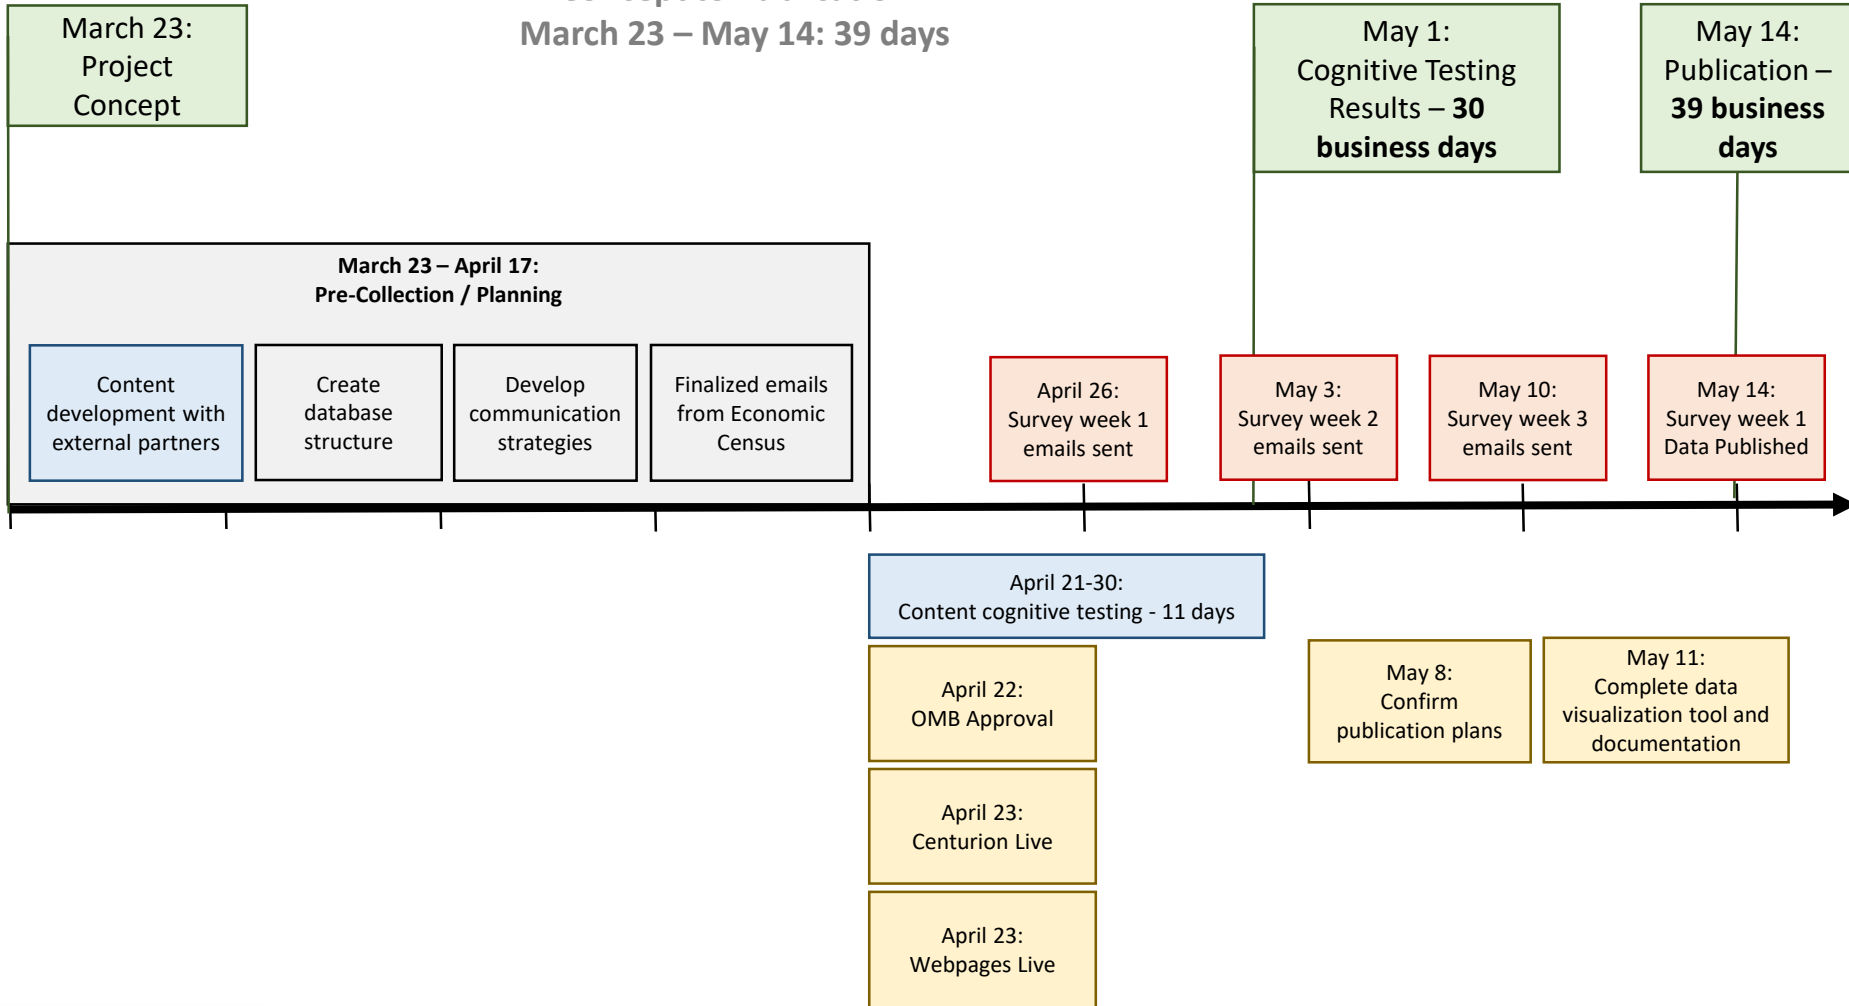 March 23 – May 14: 39 days
March 23:
Project
Concept
May 1:
Cognitive Testing
Results – 30
business days
May 14:
Publication –
39 business
days
March 23 – April 17:
Pre-Collection / Planning
Content
development with
external partners
Create
database
structure
Develop
communication
strategies
Finalized emails
from Economic
Census
April 26:
Survey week 1
emails sent
May 3:
Survey week 2
emails sent
May 10:
Survey week 3
emails sent
May 14:
Survey week 1
Data Published
April 21-30:
Content cognitive testing - 11 days
April 22:
OMB Approval
May 8:
Confirm
publication plans
May 11:
Complete data
visualization tool and
documentation
April 23:
Centurion Live
April 23:
Webpages Live